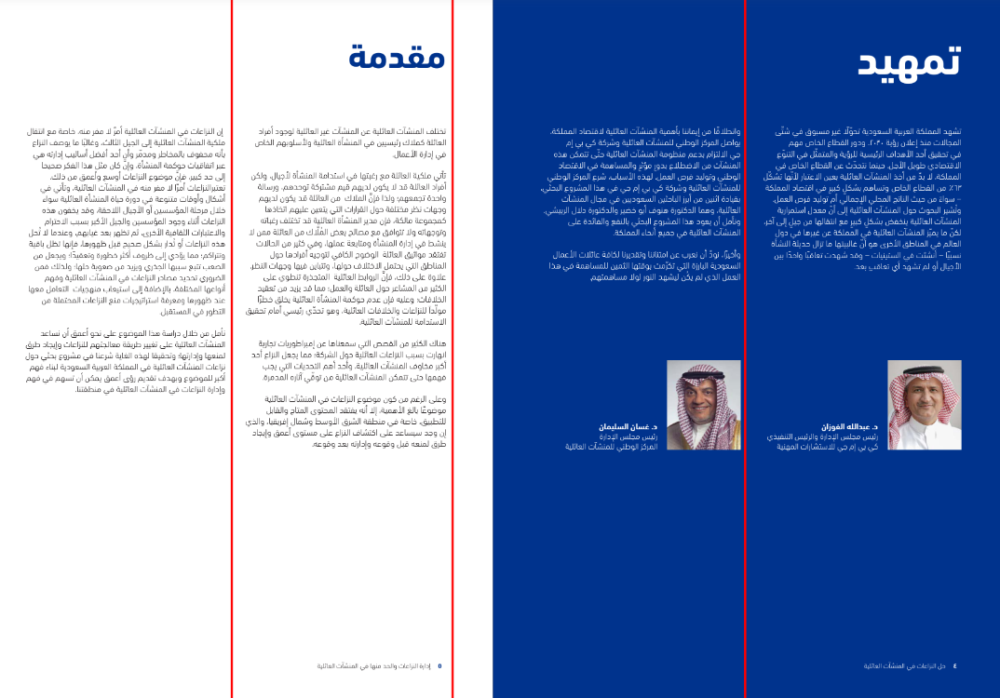 تمهيد
تشهد المملكة العربية السعودية تحوّلًا غير مسبوق في شتّى
المجالات منذ إعلان رؤية ٢٠٣٠. ودور القطاع الخاص مهم
في تحقيق أحد الأهداف الرئيسية للرؤية والمتمثّل في التنوّع
الاقتصادي طويل الأجل. حينما نتحدّث عن القطاع الخاص في
المملكة، لا بدّ من أخذ المنشآت العائلية بعين الاعتبار لأنّها تشكّل
٦٣٪ من القطاع الخاص وتساهم بشكل كبير في اقتصاد المملكة
– سواءً من حيث الناتج المحلي الإجمالي أم توليد فرص العمل.
وتُشير البحوث حول المنشآت العائلية إلى أنّ معدل استمرارية
المنشآت العائلية ينخفض بشكل كبير مع انتقالها من جيل إلى آخر.
لكنّ ما يميّز المنشآت العائلية في المملكة عن غيرها في دول
العالم في المناطق الأخرى هو أنّ غالبيتها ما تزال حديثة النشأة
نسبيًا – أُنشئت في الستينيات – وقد شهدت تعاقبًا واحدًا بين
الأجيال أو لم تشهد أي تعاقب بعد.
وانطلاقًا من إيماننا بأهمية المنشآت العائلية لاقتصاد المملكة،
يواصل المركز الوطني للمنشآت العائلية وشركة كي بي إم
جي الالتزام بدعم منظومة المنشآت العائلية حتّى تتمكن هذه
المنشآت من الاضطلاع بدور مؤثر والمساهمة في الاقتصاد
الوطني وتوليد فرص العمل. لهذه الأسباب، شرع المركز الوطني
للمنشآت العائلية وشركة كي بي إم جي في هذا المشروع البحثي،
بقيادة اثنين من أبرز الباحثين السعوديين في مجال المنشآت
العائلية، وهما الدكتورة هنوف أبو خضير والدكتورة دلال الربيشي.
ونأمل أن يعود هذا المشروع البحثي بالنفع والفائدة على
المنشآت العائلية في جميع أنحاء المملكة.
وأخيرًا، نودّ أن نعرب عن امتناننا وتقديرنا لكافة عائلات الأعمال
السعودية البارزة التي تكرّمت بوقتها الثمين للمساهمة في هذا
العمل الذي لم يكن ليشهد النور لولا مساهمتهم.
د. عبدالله الفوزان
رئيس مجلس الإدارة والرئيس التنفيذي
كي بي إم جي للاستشارات المهنية
د. غسان السليمان
رئيس مجلس الإدارة
المركز الوطني للمنشآت العائلية
٤ حل النزاعات في المنشآت العائلية
مقدمة
تختلف المنشآت العائلية عن المنشآت غير العائلية لوجود أفراد
العائلة كملاك رئيسيين في المنشأة العائلية ولأسلوبهم الخاص
في إدارة الأعمال.
تأتي ملكية العائلة مع رغبتها في استدامة المنشأة لأجيال، ولكن
أفراد العائلة قد لا يكون لديهم قيم مشتركة توحدهم، ورسالة
واحدة تجمعهم؛ ولذا فإنّ الملاك من العائلة قد يكون لديهم
وجهات نظر مختلفة حول القرارات التي يتعين عليهم اتخاذها
كمجموعة مالكة، فإن مدير المنشأة العائلية قد تختلف رغباته
وتوجهاته ولا تتوافق مع مصالح بعض المُلّاك من العائلة ممن لا
ينشط في إدارة المنشأة ومتابعة عملها، وفي كثير من الحالات
تفتقد مواثيق العائلة الوضوح الكافي لتوجيه أفرادها حول
المناطق التي يحتمل الاختلاف حولها، وتتباين فيها وجهات النظر.
علاوة على ذلك، فإنّ الروابط العائلية المتجذرة تنطوي على
الكثير من المشاعر حول العائلة والعمل؛ مما قد يزيد من تعقيد
الخلافات؛ وعليه فإن عدم حوكمة المنشأة العائلية يخلق خطرًا
مولّدا للنزاعات والخلافات العائلية، وهو تحدّي رئيسي أمام تحقيق
الاستدامة للمنشآت العائلية.
هناك الكثير من القصص التي سمعناها عن إمبراطوريات تجارية
انهارت بسبب النزاعات العائلية حول الشركة؛ مما يجعل النزاع أحد
أكبر مخاوف المنشآت العائلية، وأحد أهم التحديات التي يجب
فهمها حتى تتمكن المنشآت العائلية من توقّي آثاره المدمرة.
وعلى الرغم من كون موضوع النزاعات في المنشآت العائلية
موضوعًا بالغ الأهمية، إلا أنه يفتقد المحتوى المتاح والقابل
للتطبيق، خاصة في منطقة الشرق الأوسط وشمال إفريقيا، والذي
إن وجد سيساعد على اكتشاف النزاع على مستوى أعمق وإيجاد
طرق لمنعه قبل وقوعه وإدارته بعد وقوعه.
إن النزاعات في المنشآت العائلية أمرٌ لا مفر منه، خاصة مع انتقال
ملكية المنشآت العائلية إلى الجيل الثالث، وغالبًا ما يوصف النزاع
بأنه محفوف بالمخاطر ومدمّر وأن أحد أفضل أساليب إدارته هي
عبر اتفاقيات حوكمة المنشأة، وإن كان مثل هذا الفكر صحيحا
إلى حد كبير، فإنّ موضوع النزاعات أوسع وأعمق من ذلك،
تعتبرالنزاعات أمرًا لا مفر منه في المنشآت العائلية، وتأتي في
أشكال وأوقات متنوعة في دورة حياة المنشأة العائلية سواء
خلال مرحلة المؤسسين أو الأجيال اللاحقة، وقد يخفون هذه
النزاعات أثناء وجود المؤسسين والجيل الأكبر بسبب الاحترام
والاعتبارات الثقافية الأخرى، ثم تظهر بعد غيابهم، وعندما لا تُحل
هذه النزاعات أو تُدار بشكل صحيح قبل ظهورها، فإنها تظل باقية
وتتراكم؛ مما يؤدي إلى ظروف أكثر خطورة وتعقيدًا؛ ويجعل من
الصعب تتبع سببها الجذري ويزيد من صعوبة حلها؛ ولذلك فمن
الضروري تحديد مصادر النزاعات في المنشآت العائلية وفهم
أنواعها المختلفة، بالإضافة إلى استيعاب منهجيات التعامل معها
عند ظهورها ومعرفة استراتيجيات منع النزاعات المحتملة من
التطور في المستقبل.
نأمل من خلال دراسة هذا الموضوع على نحو أعمق أن نساعد
المنشآت العائلية على تغيير طريقة معالجتهم للنزاعات وإيجاد طرق
لمنعها وإدارتها؛ وتحقيقا لهذه الغاية شرعنا في مشروع بحثي حول
نزاعات المنشآت العائلية في المملكة العربية السعودية لبناء فهم
أكبر للموضوع وبهدف تقديم رؤى أعمق يمكن أن تسهم في فهم
وإدارة النزاعات في المنشآت العائلية في منطقتنا.
٥ إدارة النزاعات والحد منها في المنشآت العائلية